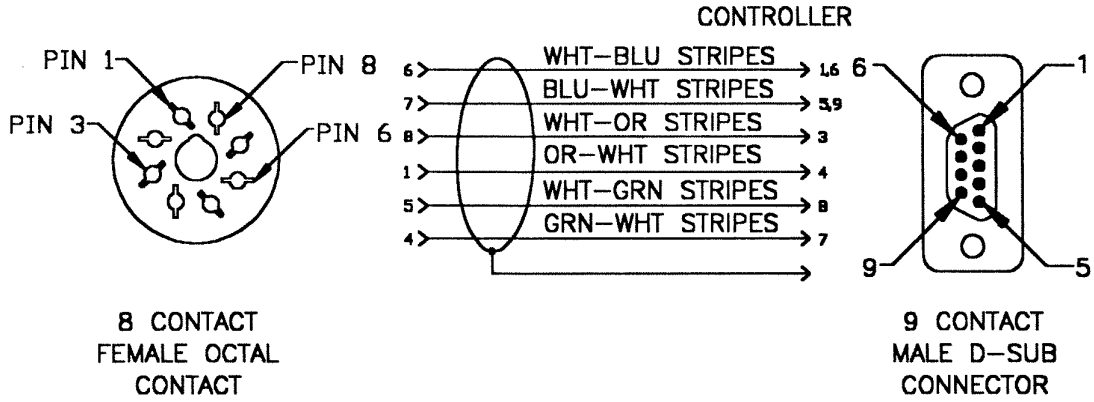 CONTROLLER
PIN 1
PIN 8
PIN 3
PIN 6
6 WHT-BLU STRIPES 1,6
7 BLU-WHT STRIPES 5,9
8 WHT-OR STRIPES 3
1 OR-WHT STRIPES 4
5 WHT-GRN STRIPES 8
4 GRN-WHT STRIPES 7
6
1
9
5
8 CONTACT
FEMALE OCTAL
CONTACT
9 CONTACT
MALE D-SUB
CONNECTOR